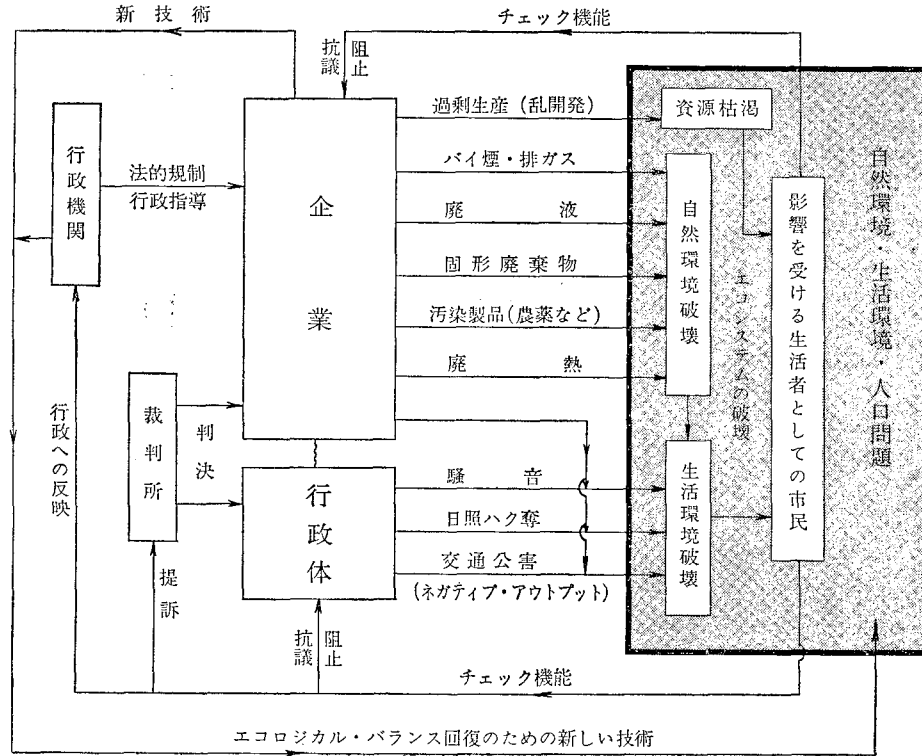 新技術
チェック機能
抗議
阻止
過剰生産(乱開発)
資源枯渇
行政機関
法的規制
行政指導
企業
バイ煙・排ガス
廃液
固形廃棄物
汚染製品(農薬など)
廃熱
自然環境破壊
エコシステムの破壊
影響を受ける生活者としての市民
自然環境・生活環境・人口問題
行政への反映
裁判所
判決
行政体
騒音
日照ハク奪
交通公害
(ネガティブ・アウトプット)
生活環境破壊
提訴
抗議
阻止
チェック機能
エコロジカル・バランス回復のための新しい技術